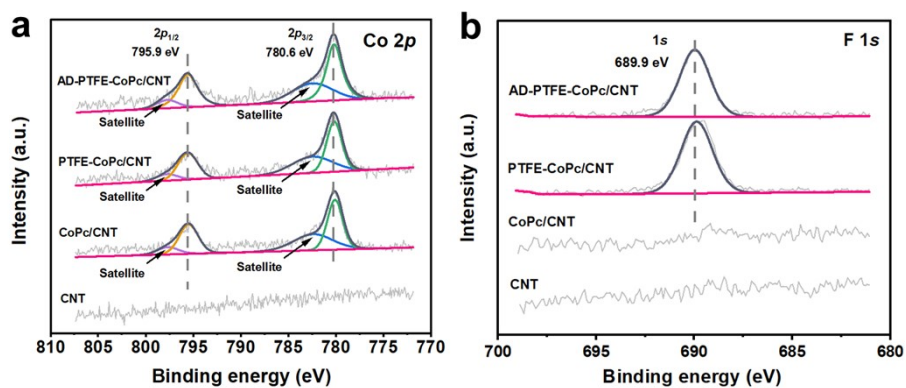 a
Co 2p
2p1/2
795.9 eV
2p3/2
780.6 eV
AD-PTFE-CoPc/CNT
Satellite
Satellite
PTFE-CoPc/CNT
Satellite
Satellite
CoPc/CNT
Satellite
Satellite
CNT
Intensity (a.u.)
810 805 800 795 790 785 780 775 770
Binding energy (eV)
b
F 1s
1s
689.9 eV
AD-PTFE-CoPc/CNT
PTFE-CoPc/CNT
CoPc/CNT
CNT
Intensity (a.u.)
700 695 690 685 680
Binding energy (eV)